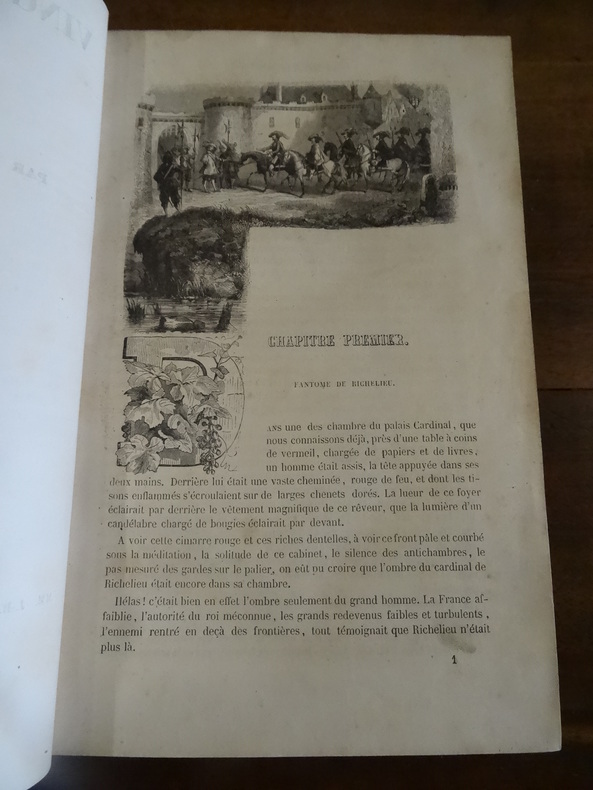 VING
PAR
CHAPITRE PREMIER.
FANTOME DE RICHELIEU.
DANS une des chambre du palais Cardinal, que
nous connaissons déjà, près d'une table à coins
de vermeil, chargée de papiers et de livres,
un homme était assis, la tête appuyée dans ses
deux mains. Derrière lui était une vaste cheminée, rouge de feu, et dont les ti-
sons enflammés s'écroulaient sur de larges chenets dorés. La lueur de ce foyer
éclairait par derrière le vêtement magnifique de ce rêveur, que la lumière d'un
candélabre chargé de bougies éclairait par devant.
A voir cette cimarre rouge et ces riches dentelles, à voir ce front pâle et courbé
sous la méditation, la solitude de ce cabinet, le silence des antichambres, le
pas mesuré des gardes sur le palier, on eût pu croire que l'ombre du cardinal de
Richelieu était encore dans sa chambre.
Hélas! c'était bien en effet l'ombre seulement du grand homme. La France af-
faiblie, l'autorité du roi méconnue, les grands redevenus faibles et turbulents,
l'ennemi rentré en deçà des frontières, tout témoignait que Richelieu n'était
plus là.
1